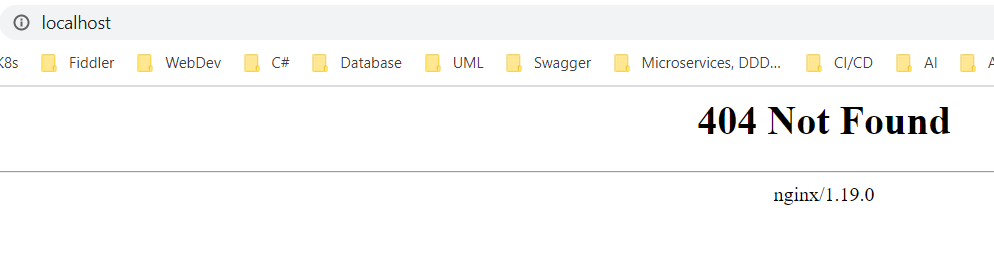 localhost
K8s Fiddler WebDev C# Database UML Swagger Microservices, DDD... CI/CD AI
404 Not Found
nginx/1.19.0